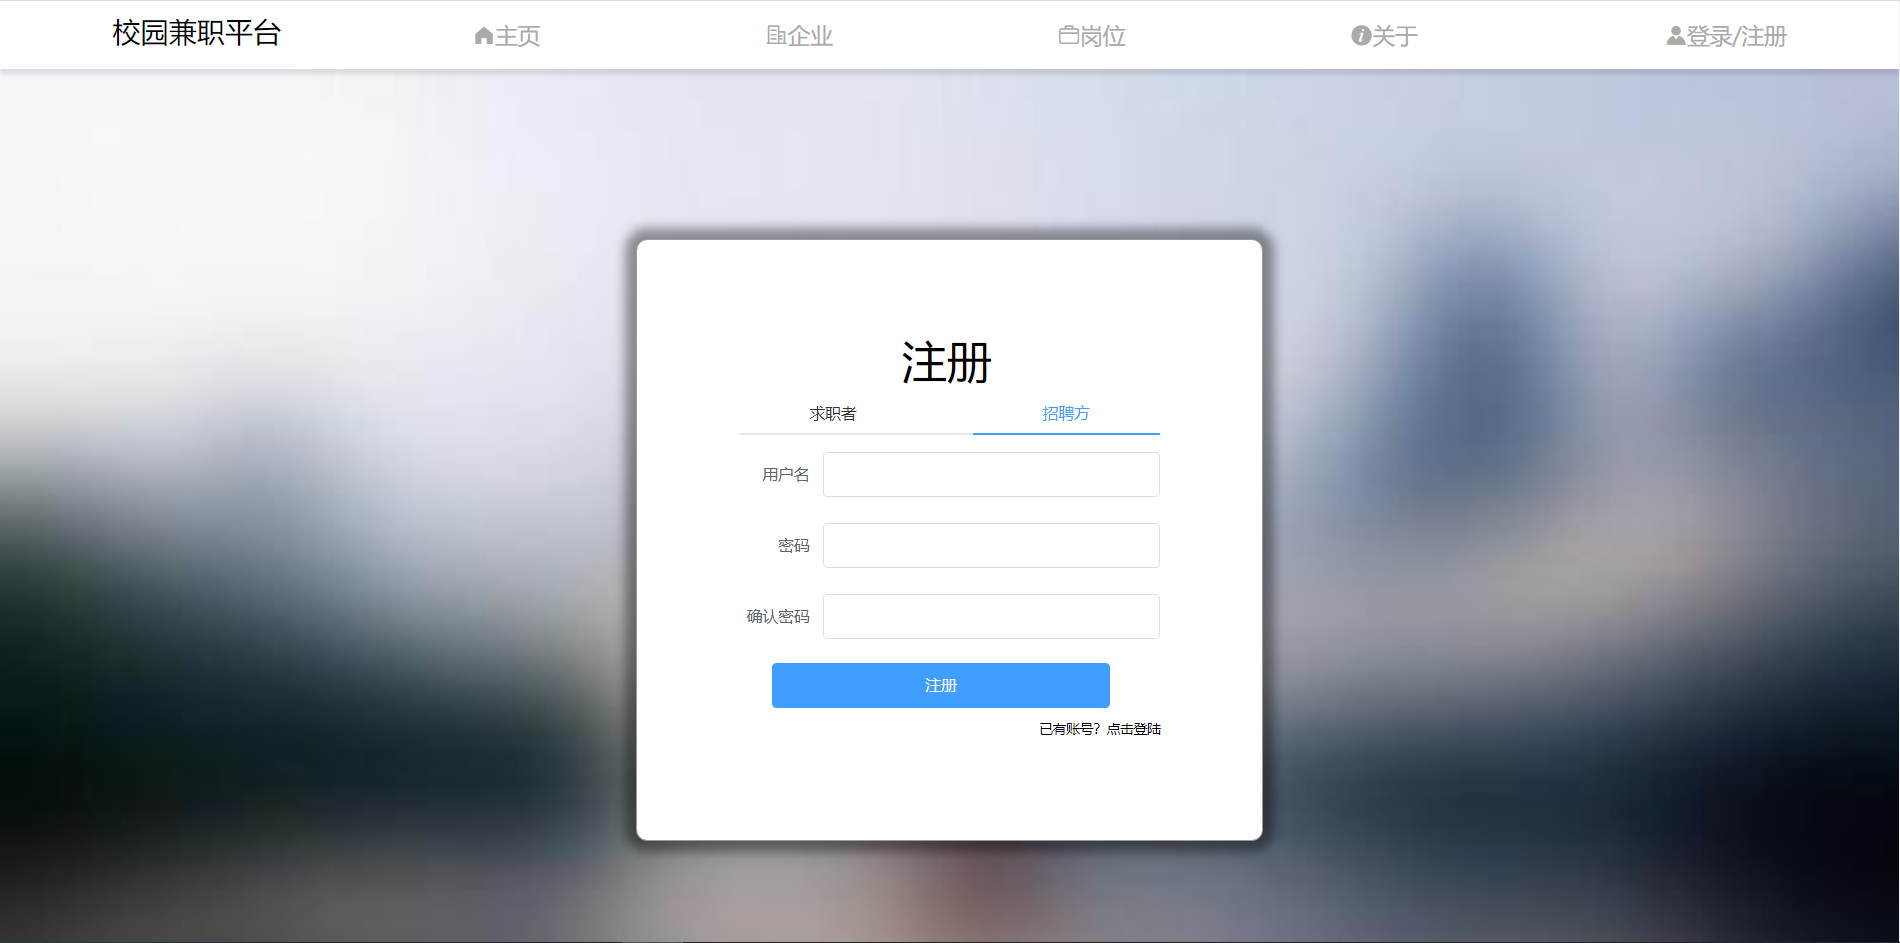 校园兼职平台
主页
企业
岗位
关于
登录/注册
注册
求职者
招聘方
用户名
密码
确认密码
注册
已有账号？点击登陆